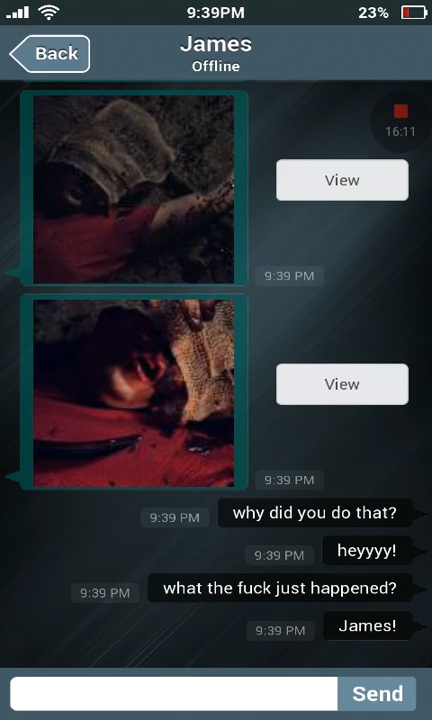 9:39PM
23%
Back
James
Offline
16:11
View
9:39 PM
View
9:39 PM
9:39 PM
why did you do that?
9:39 PM
heyyyy!
9:39 PM
what the fuck just happened?
9:39 PM
James!
Send